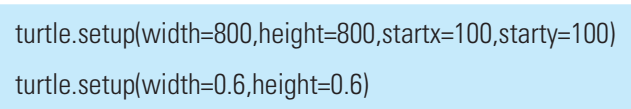 turtle.setup(width=800,height=800,startx=100,starty=100)
turtle.setup(width=0.6,height=0.6)